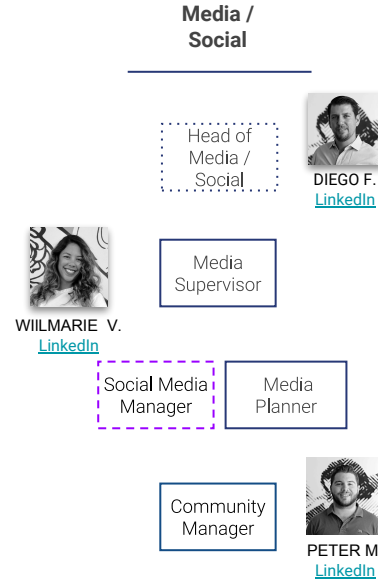 Media /
Social
Head of
Media /
Social
DIEGO F.
LinkedIn
Media
Supervisor
WIILMARIE V.
LinkedIn
Social Media
Manager
Media
Planner
Community
Manager
PETER M
LinkedIn